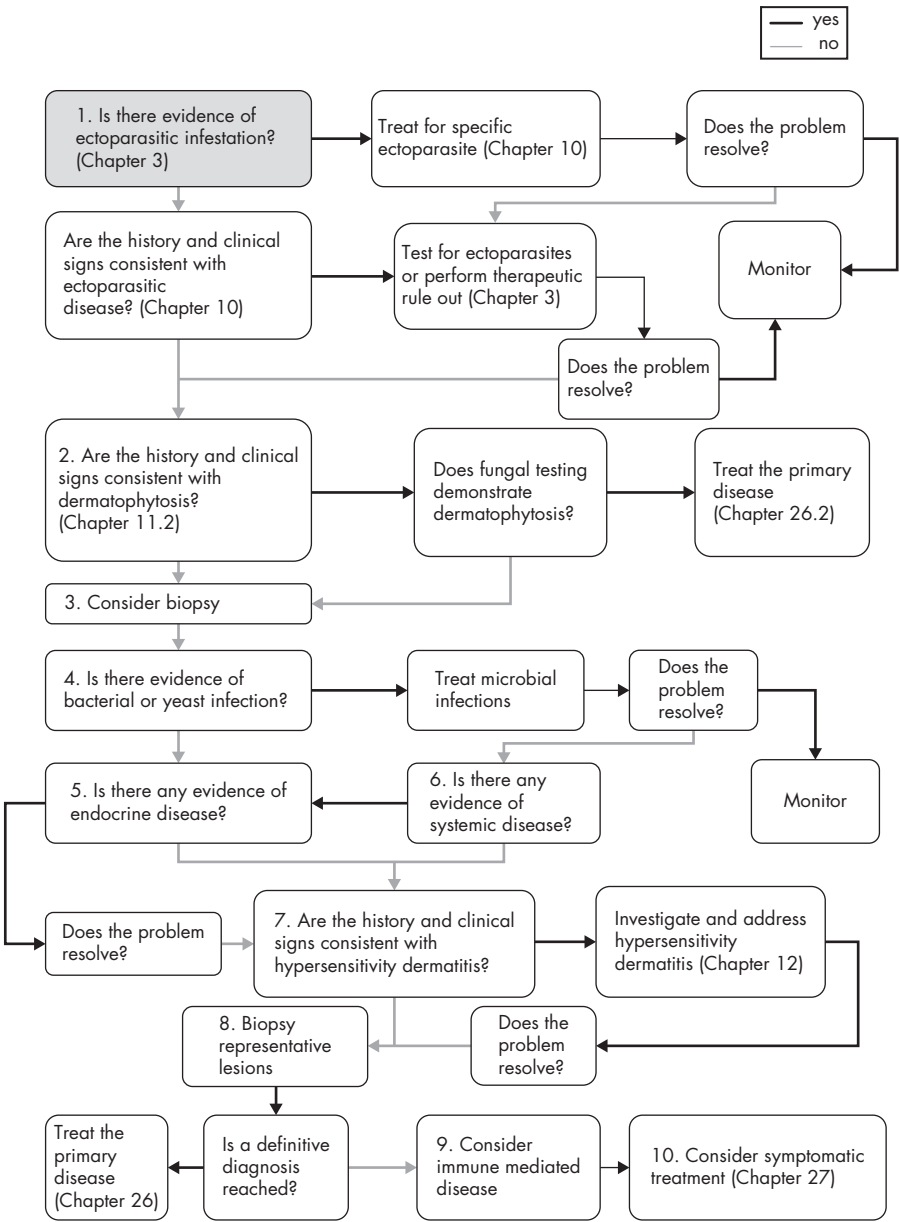 yes
no
1. Is there evidence of
ectoparasitic infestation?
(Chapter 3)
Treat for specific
ectoparasite (Chapter 10)
Does the problem
resolve?
Are the history and clinical
signs consistent with
ectoparasitic
disease? (Chapter 10)
Test for ectoparasites
or perform therapeutic
rule out (Chapter 3)
Monitor
Does the problem
resolve?
2. Are the history and clinical
signs consistent with
dermatophytosis?
(Chapter 11.2)
Does fungal testing
demonstrate
dermatophytosis?
Treat the primary
disease
(Chapter 26.2)
3. Consider biopsy
4. Is there evidence of
bacterial or yeast infection?
Treat microbial
infections
Does the
problem
resolve?
5. Is there any evidence of
endocrine disease?
6. Is there any
evidence of
systemic disease?
Monitor
Does the problem
resolve?
7. Are the history and clinical
signs consistent with
hypersensitivity dermatitis?
Investigate and address
hypersensitivity
dermatitis (Chapter 12)
8. Biopsy
representative
lesions
Does the
problem
resolve?
Treat the
primary
disease
(Chapter 26)
Is a definitive
diagnosis
reached?
9. Consider
immune mediated
disease
10. Consider symptomatic
treatment (Chapter 27)